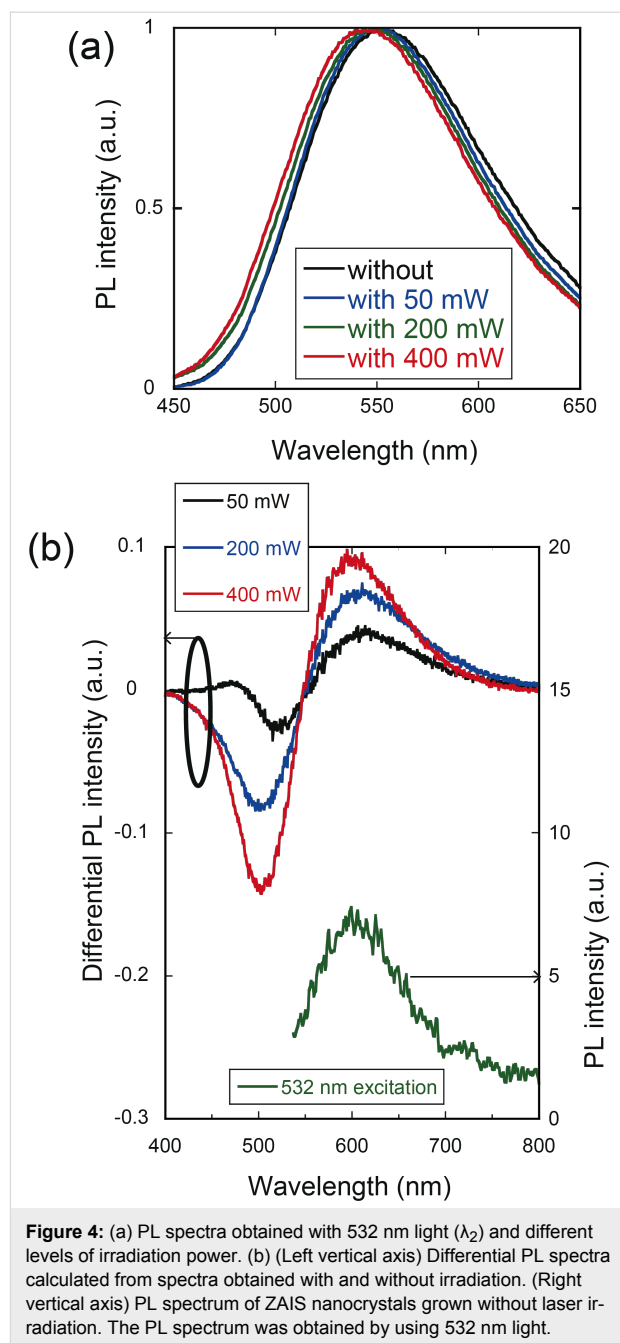 (a)
1
0.5
0
PL intensity (a.u.)
without
with 50 mW
with 200 mW
with 400 mW
450 500 550 600 650
Wavelength (nm)
(b)
50 mW
200 mW
400 mW
0.1
0
-0.1
-0.2
-0.3
Differential PL intensity (a.u.)
20
15
10
5
0
PL intensity (a.u.)
532 nm excitation
400 500 600 700 800
Wavelength (nm)
Figure 4: (a) PL spectra obtained with 532 nm light (λ₂) and different
levels of irradiation power. (b) (Left vertical axis) Differential PL spectra
calculated from spectra obtained with and without irradiation. (Right
vertical axis) PL spectrum of ZAIS nanocrystals grown without laser ir-
radiation. The PL spectrum was obtained by using 532 nm light.